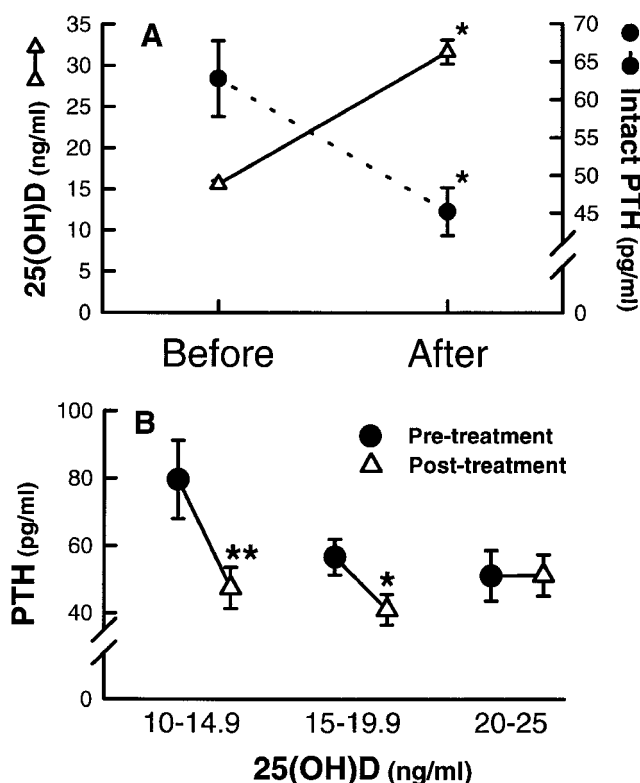 A
35
30
25
20
15
10
5
0
25(OH)D (ng/ml)
70
65
60
55
50
45
0
Intact PTH (pg/ml)
*
*
Before After
B
100
80
60
40
0
PTH (pg/ml)
Pre-treatment
Post-treatment
**
*
10-14.9 15-19.9 20-25
25(OH)D (ng/ml)